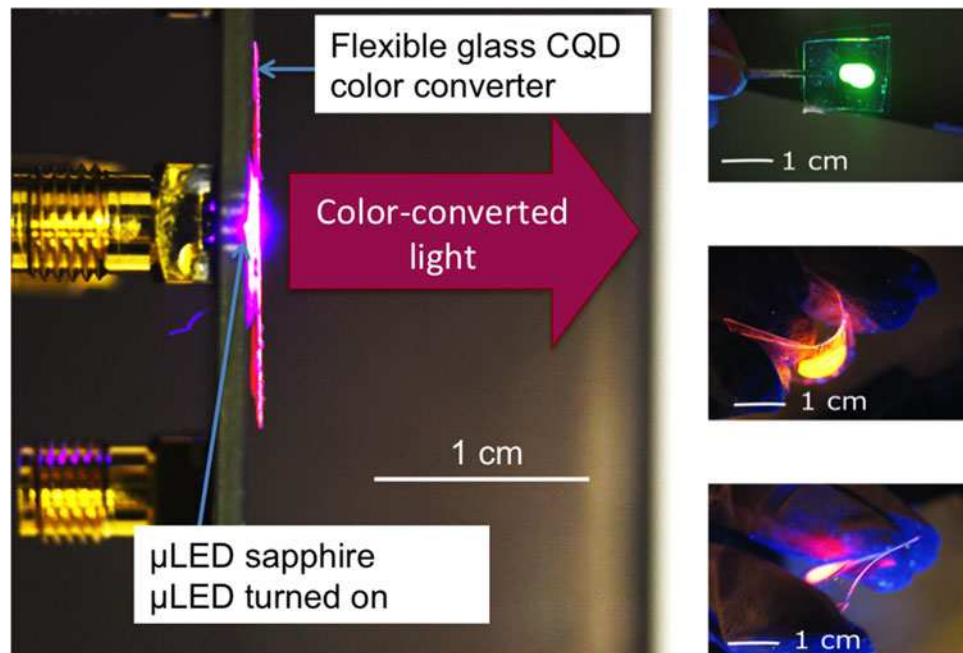 Flexible glass CQD
color converter
Color-converted
light
1 cm
µLED sapphire
µLED turned on
1 cm
1 cm
1 cm